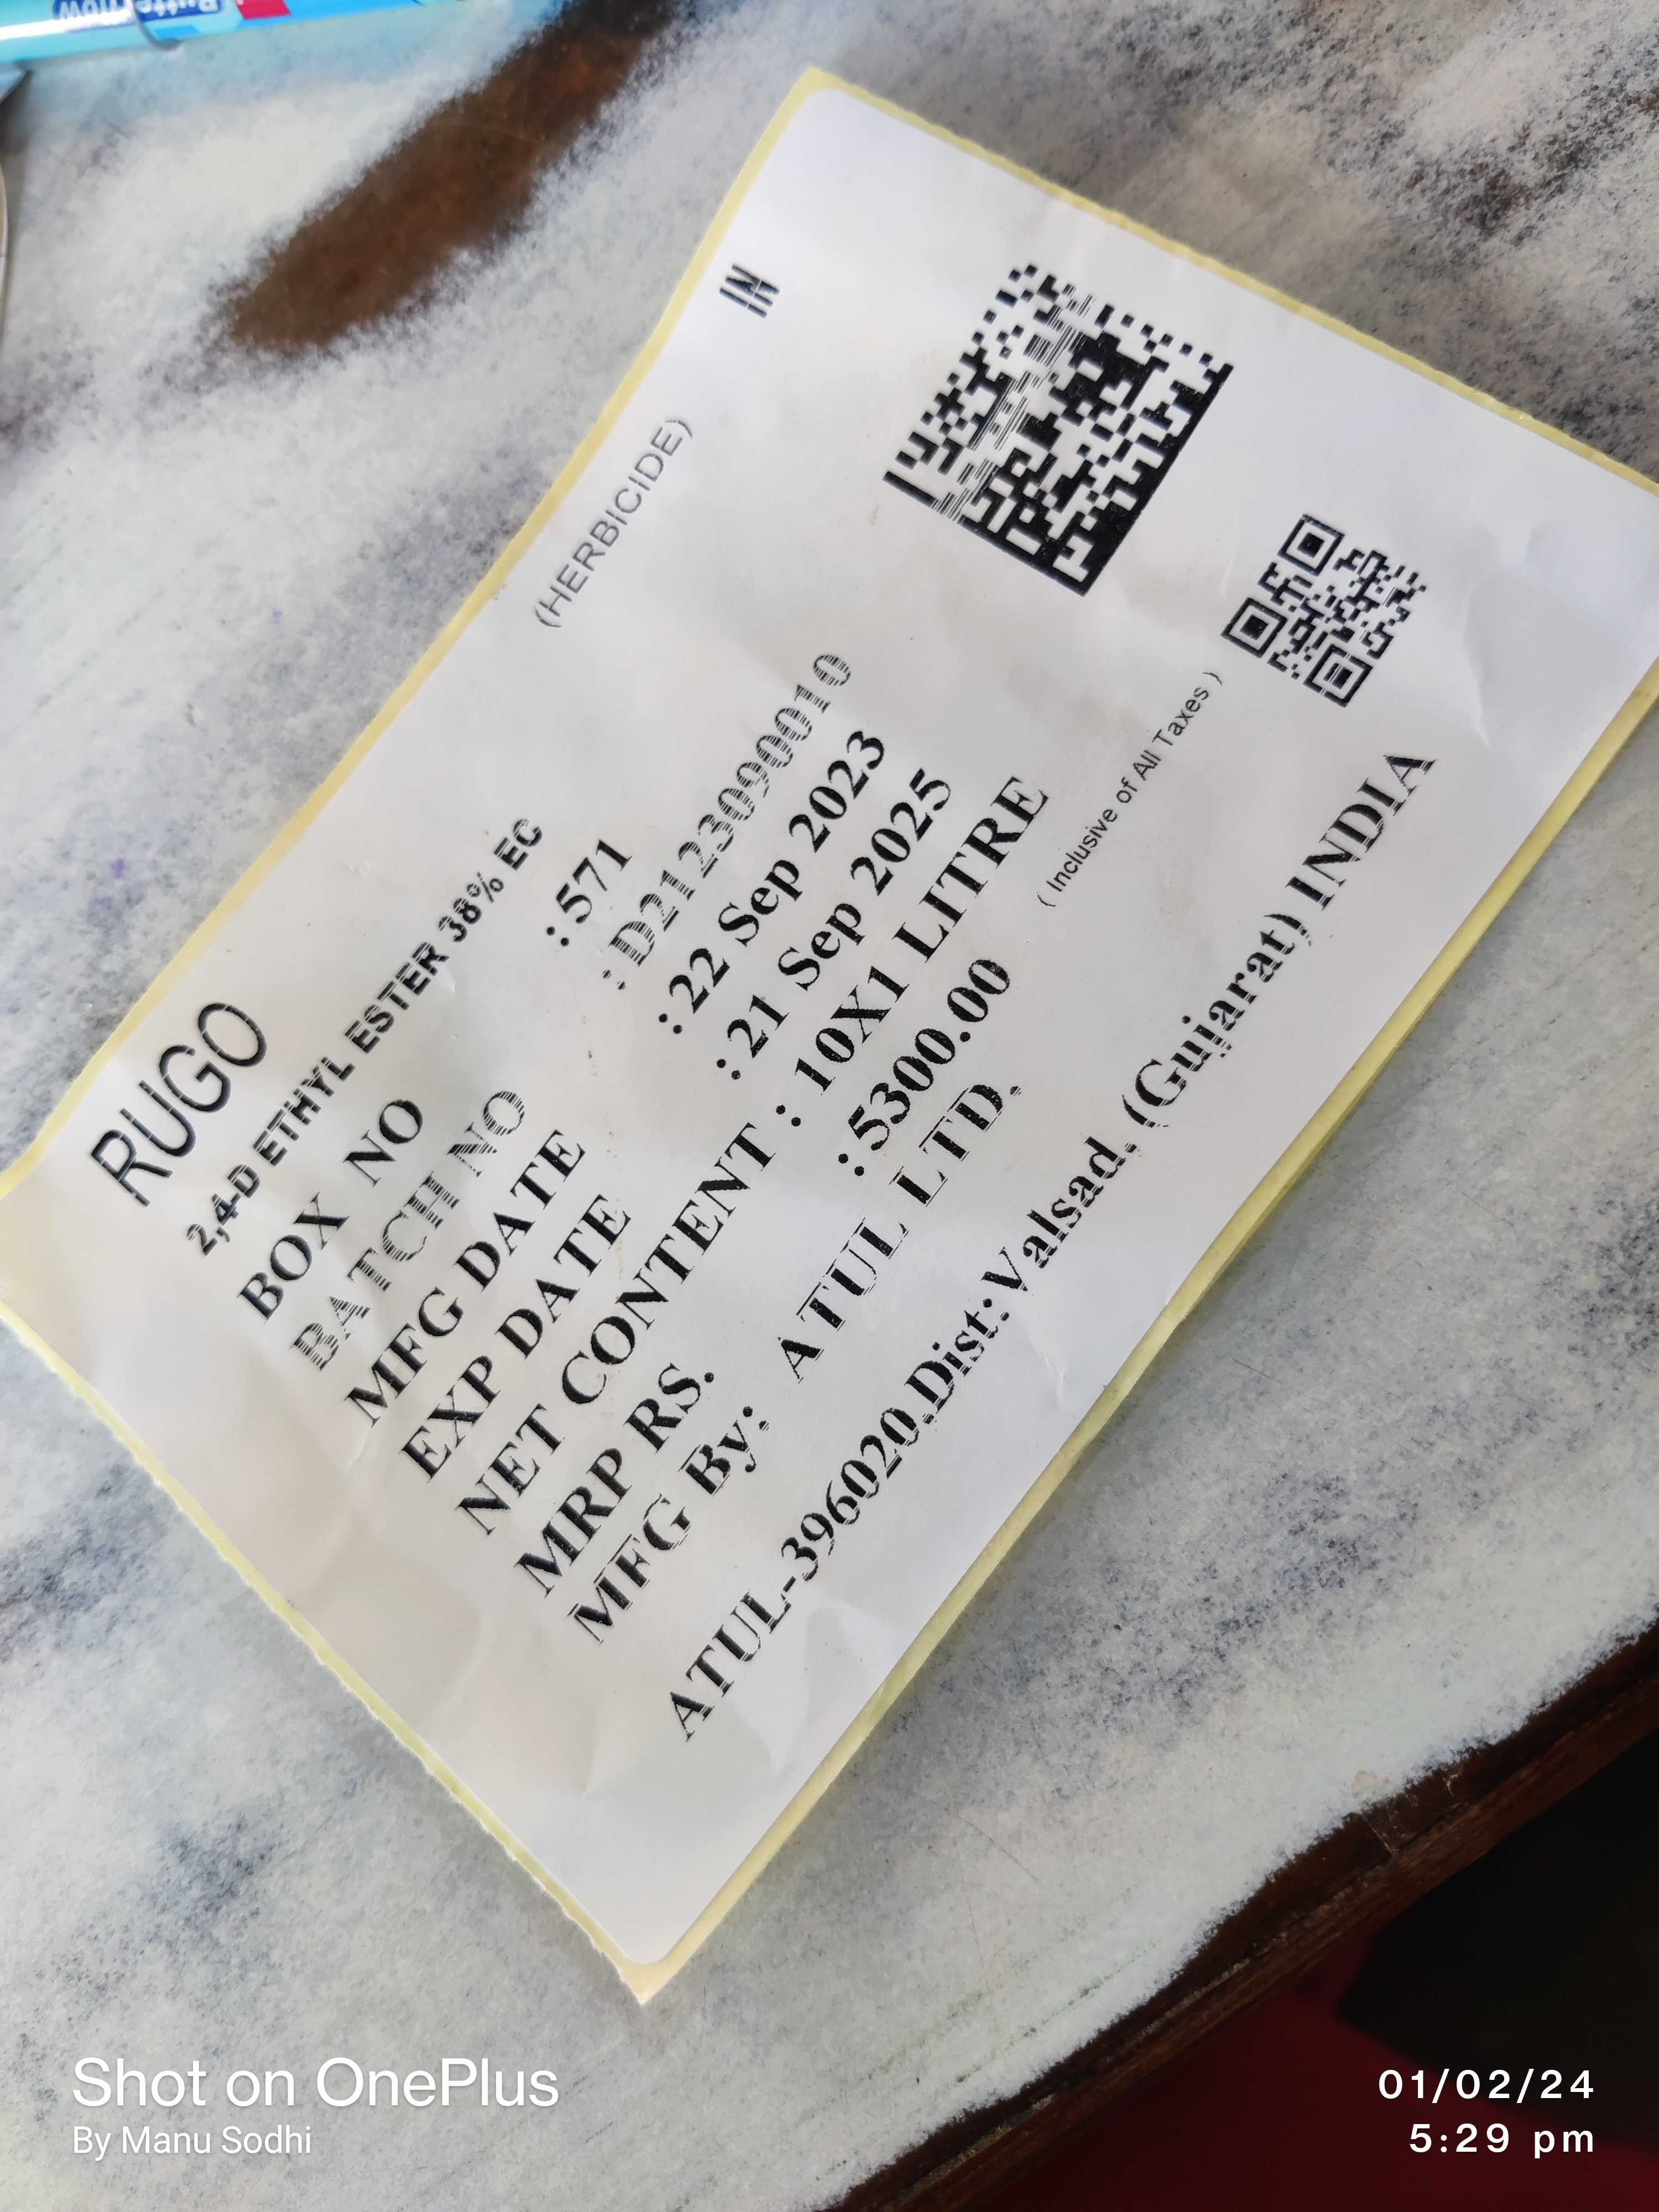 RUGO
2,4-D ETHYL ESTER 38% EC (HERBICIDE) IN
BOX NO :571
BATCH NO :D2123090010
MFG DATE :22 Sep 2023
EXP DATE :21 Sep 2025
NET CONTENT : 10X1 LITRE
MRP RS. :5300.00 ( Inclusive of All Taxes )
MFG By: ATUL LTD.
ATUL-396020,Dist:Valsad. (Gujarat) INDIA
Shot on OnePlus
By Manu Sodhi
01/02/24
5:29 pm